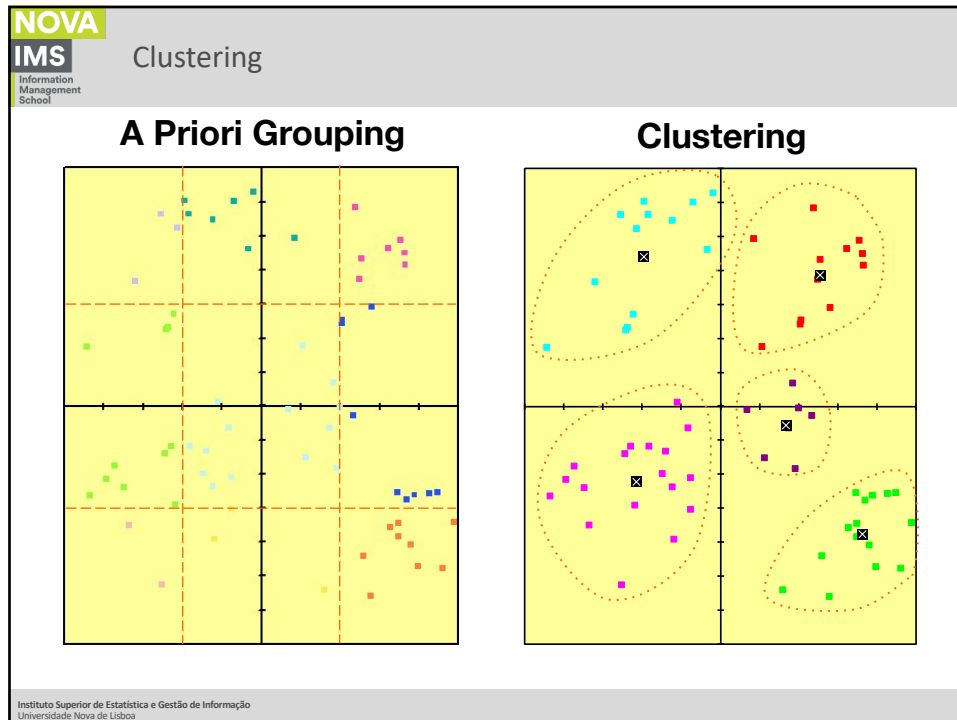 NOVA
IMS
Information
Management
School
Clustering
A Priori Grouping
Clustering
Instituto Superior de Estatística e Gestão de Informação
Universidade Nova de Lisboa